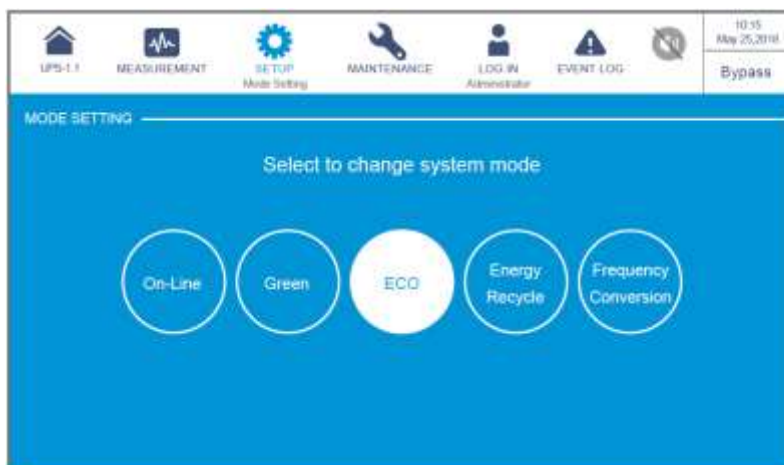 10:15
May 25,2018
UPS-1.1
MEASUREMENT
SETUP
Mode Setting
MAINTENANCE
LOG IN
Administrator
EVENT LOG
Bypass
MODE SETTING
Select to change system mode
On-Line
Green
ECO
Energy
Recycle
Frequency
Conversion